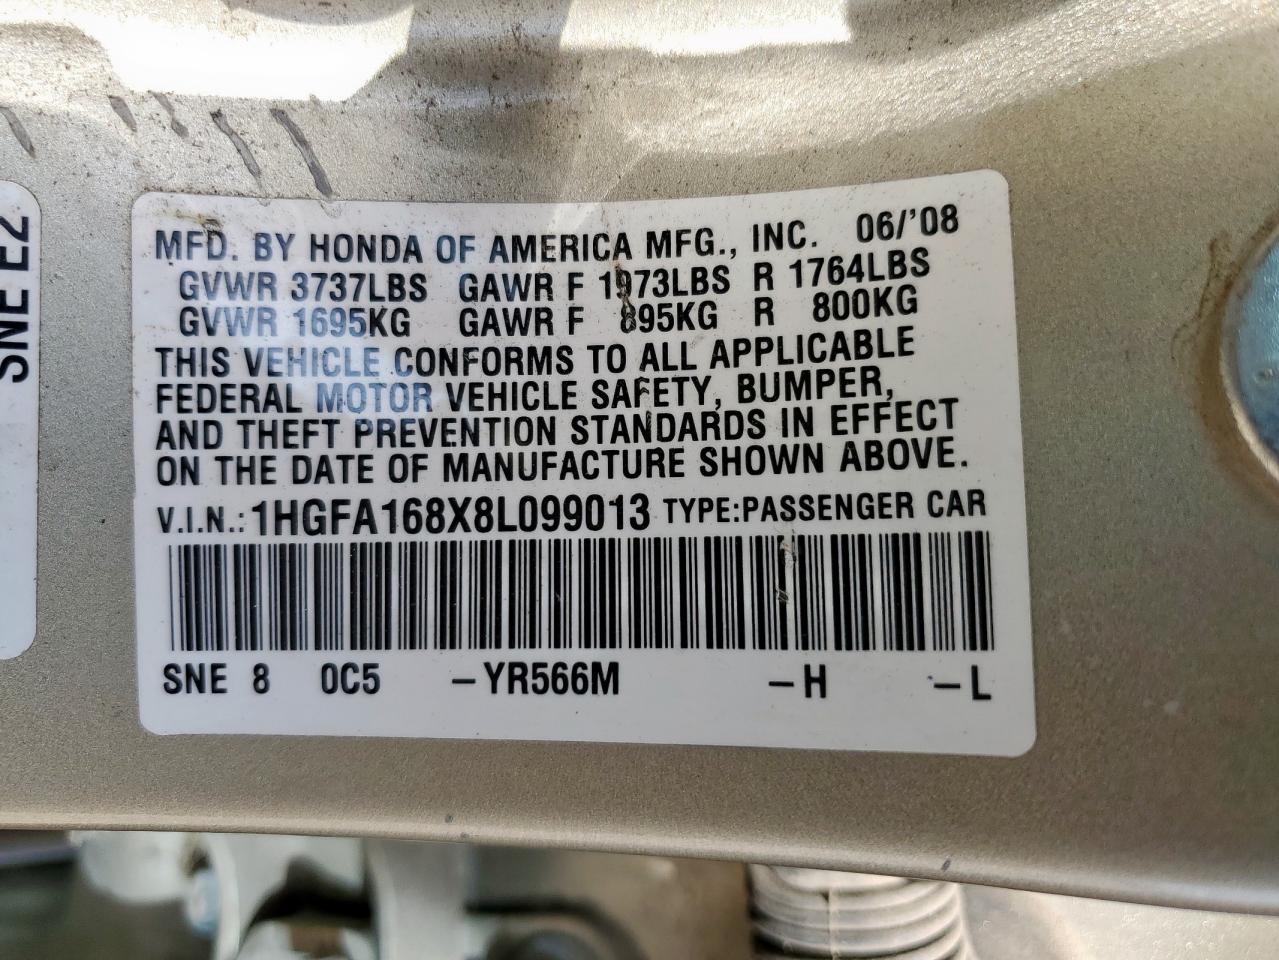 SNE E2
MFD. BY HONDA OF AMERICA MFG., INC. 06/'08
GVWR 3737LBS GAWR F 1973LBS R 1764LBS
GVWR 1695KG GAWR F 895KG R 800KG
THIS VEHICLE CONFORMS TO ALL APPLICABLE
FEDERAL MOTOR VEHICLE SAFETY, BUMPER,
AND THEFT PREVENTION STANDARDS IN EFFECT
ON THE DATE OF MANUFACTURE SHOWN ABOVE.
V.I.N.:1HGFA168X8L099013 TYPE:PASSENGER CAR
SNE 8 0C5 -YR566M -H -L